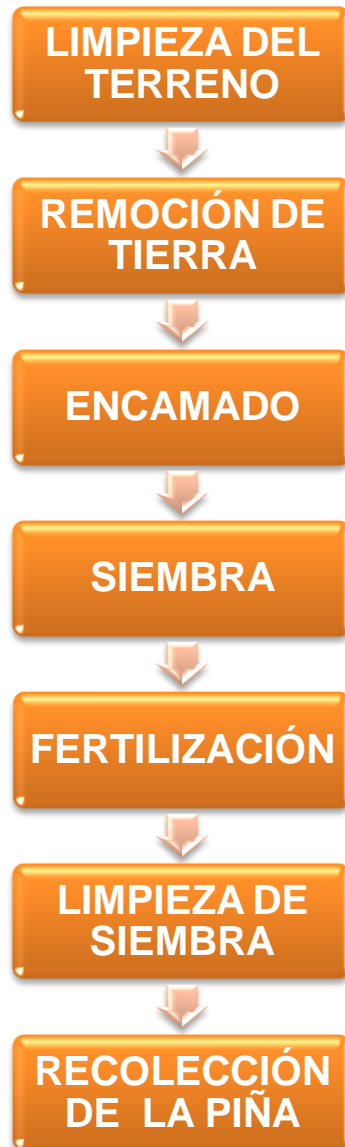 LIMPIEZA DEL
TERRENO
REMOCIÓN DE
TIERRA
ENCAMADO
SIEMBRA
FERTILIZACIÓN
LIMPIEZA DE
SIEMBRA
RECOLECCIÓN
DE LA PIÑA